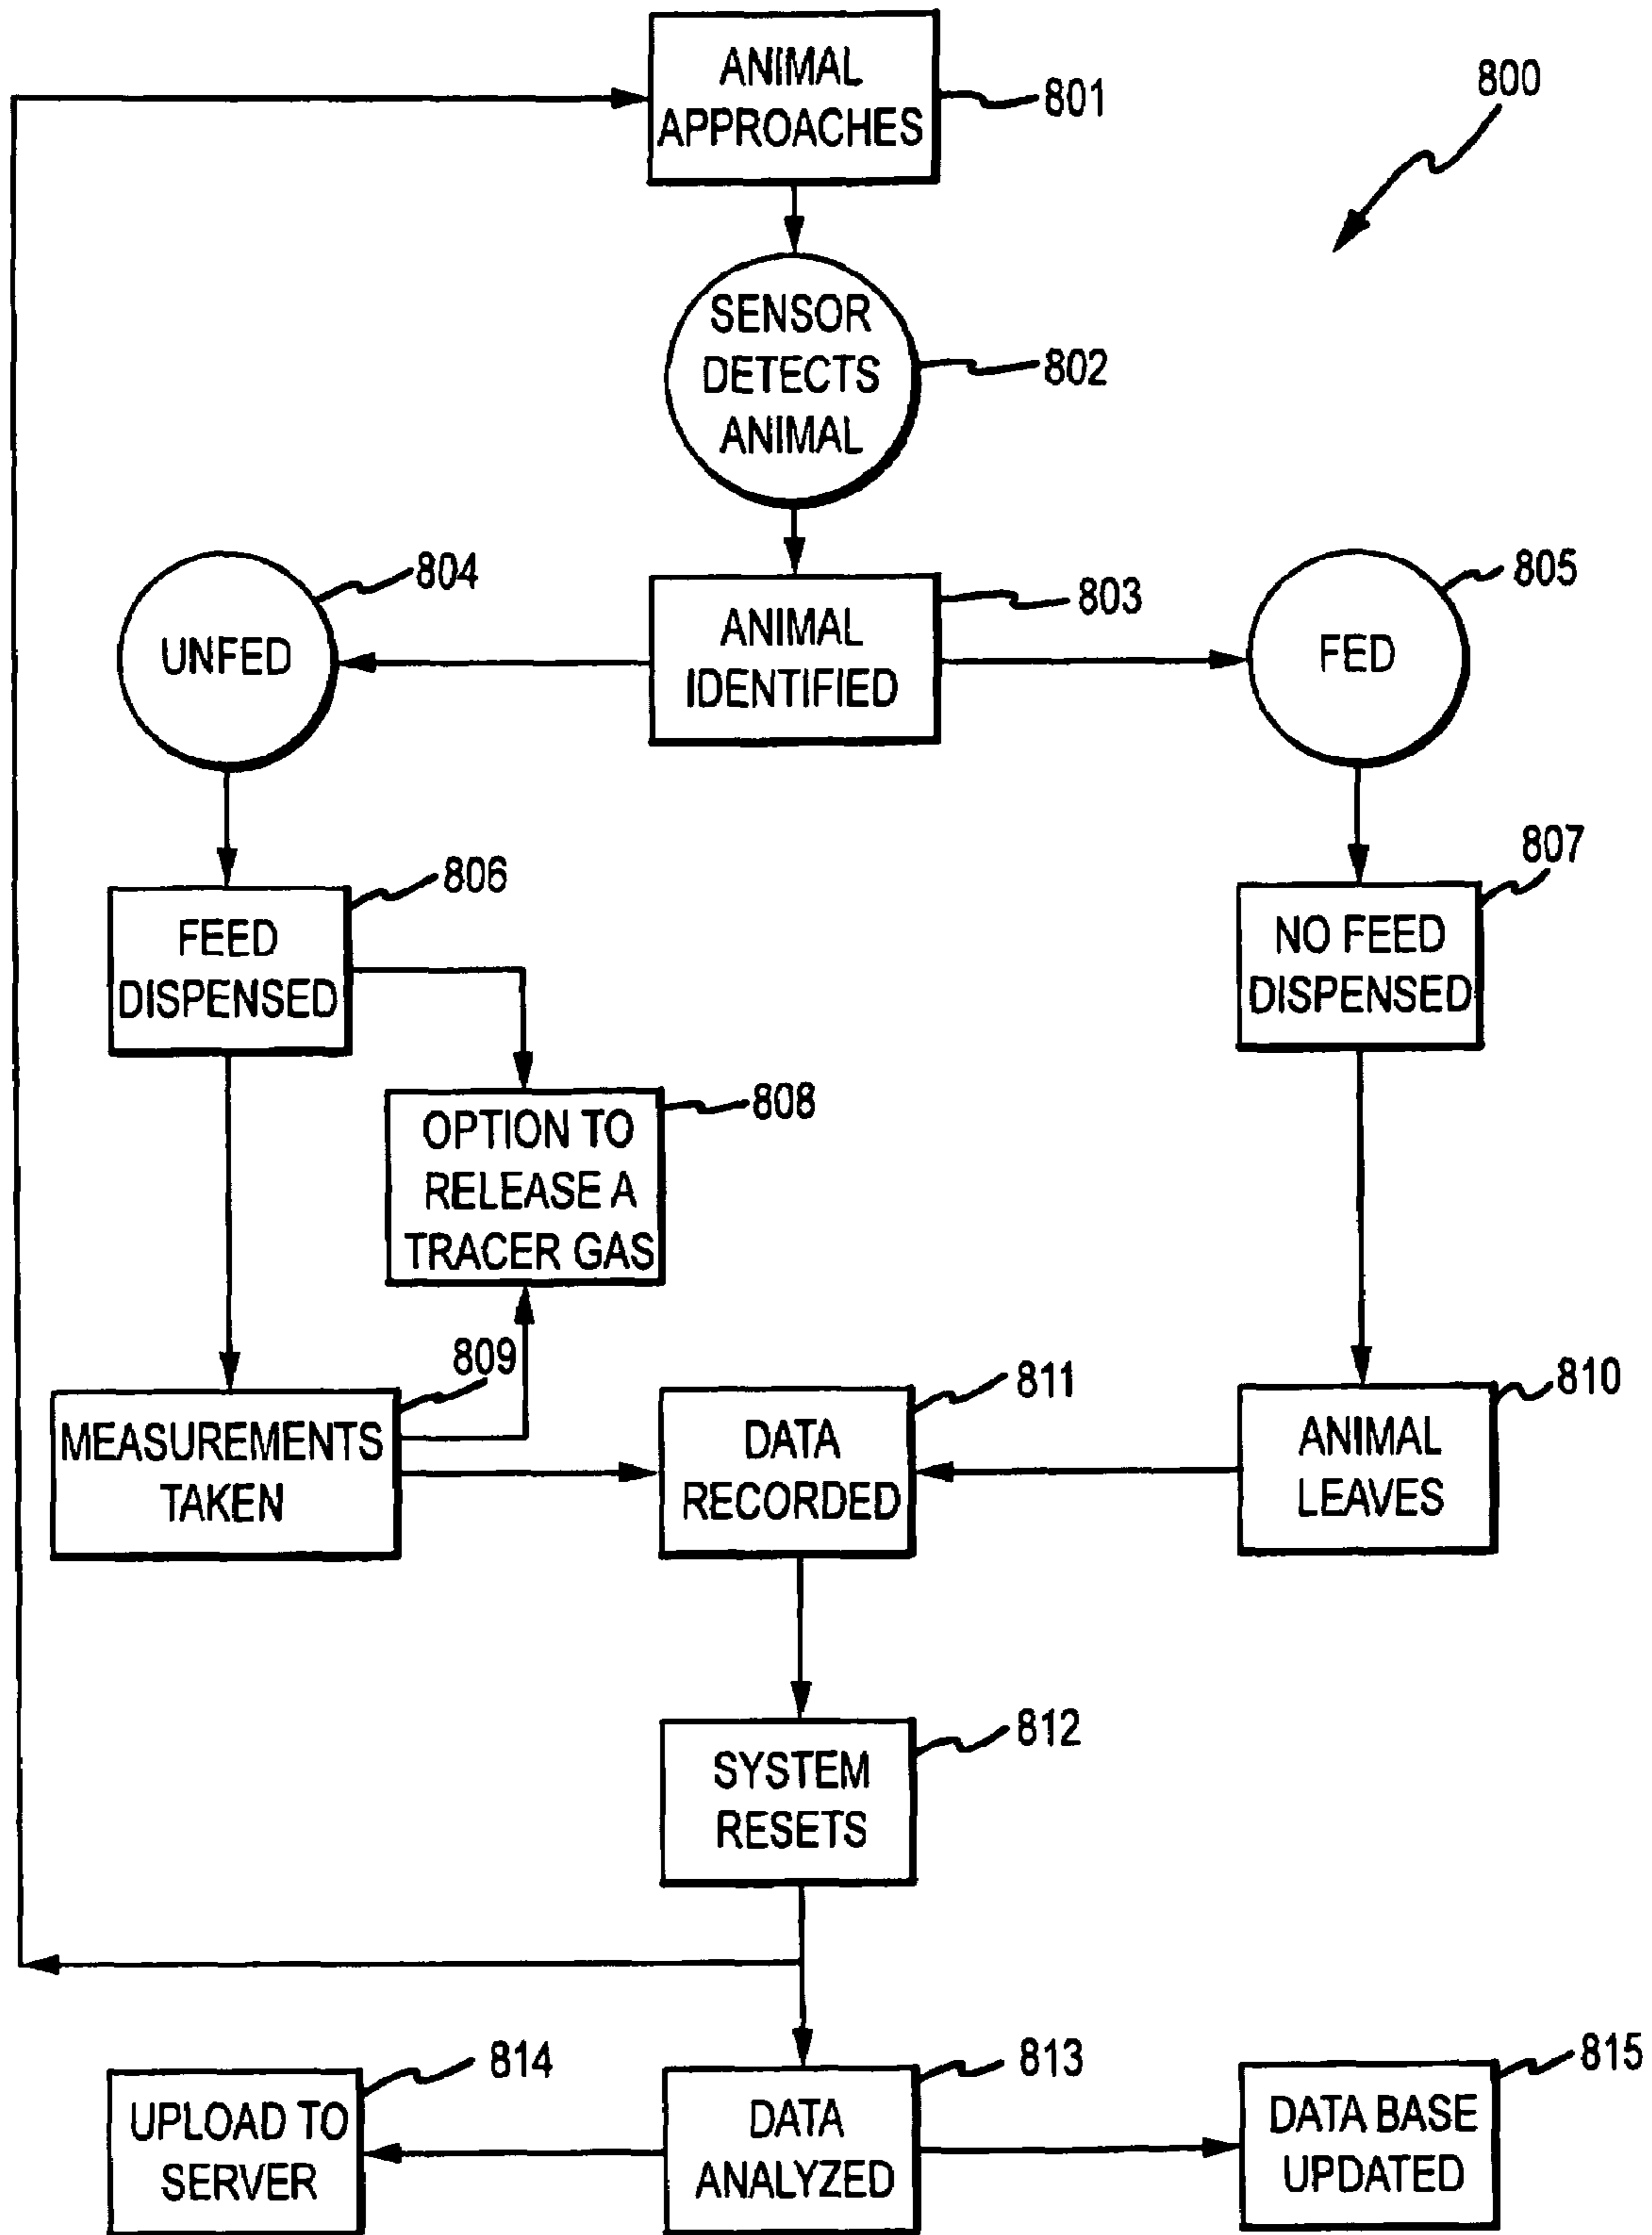 ANIMAL
APPROACHES
801
800
SENSOR
DETECTS
ANIMAL
802
804
UNFED
ANIMAL
IDENTIFIED
803
805
FED
806
FEED
DISPENSED
807
NO FEED
DISPENSED
808
OPTION TO
RELEASE A
TRACER GAS
809
MEASUREMENTS
TAKEN
811
DATA
RECORDED
810
ANIMAL
LEAVES
812
SYSTEM
RESETS
814
UPLOAD TO
SERVER
813
DATA
ANALYZED
815
DATA BASE
UPDATED